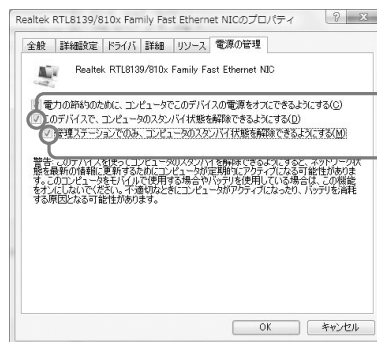 Realtek RTL8139/810x Family Fast Ethernet NICのプロパティ
全般 詳細設定 ドライバ 詳細 リソース 電源の管理
Realtek RTL8139/810x Family Fast Ethernet NIC
電力の節約のために、コンピュータでこのデバイスの電源をオフにできるようにする(C)
このデバイスで、コンピュータのスタンバイ状態を解除できるようにする(D)
管理ステーションでのみ、コンピュータのスタンバイ状態を解除できるようにする(M)
警告: このデバイスを使ってコンピュータのスタンバイを解除できるようにすると、ネットワーク状
態を最新の情報に更新するためにコンピュータが定期的にアクティブになる可能性がありま
す。このコンピュータをモバイルで使用する場合やバッテリを使用している場合は、この機能
をオンにしないでください。不適切なときにコンピュータがアクティブになったり、バッテリを消耗
する原因となる可能性があります。
OK キャンセル